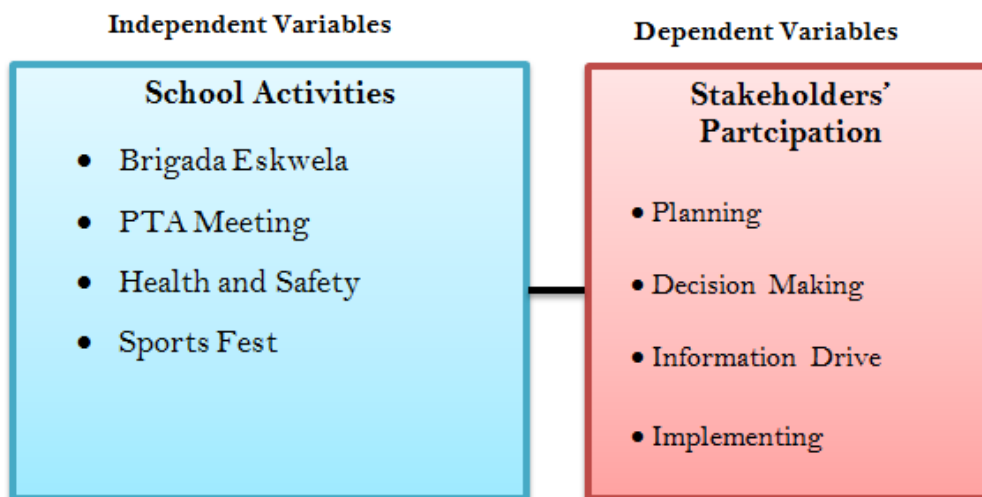 Independent Variables
School Activities
• Brigada Eskwela
• PTA Meeting
• Health and Safety
• Sports Fest
Dependent Variables
Stakeholders'
Partcipation
• Planning
• Decision Making
• Information Drive
• Implementing